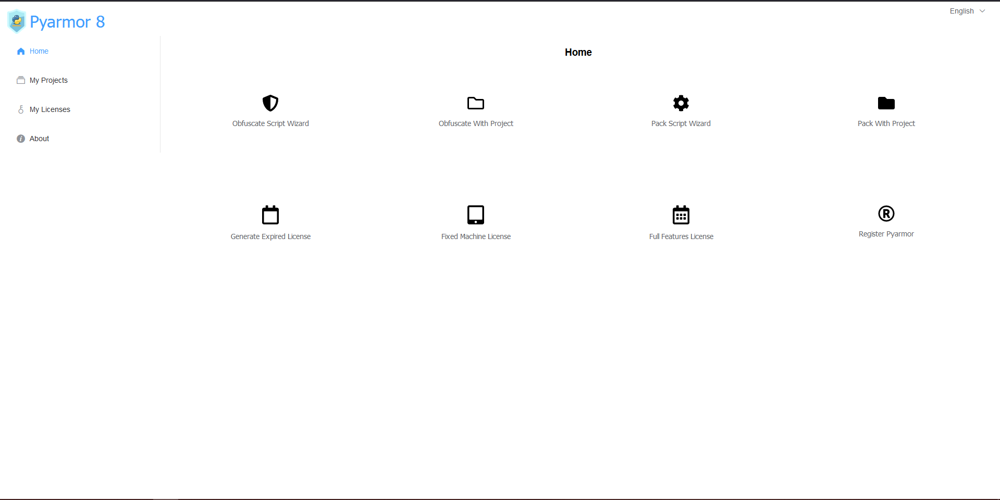 English
Pyarmor 8
Home
My Projects
My Licenses
About
Home
Obfuscate Script Wizard
Obfuscate With Project
Pack Script Wizard
Pack With Project
Generate Expired License
Fixed Machine License
Full Features License
Register Pyarmor